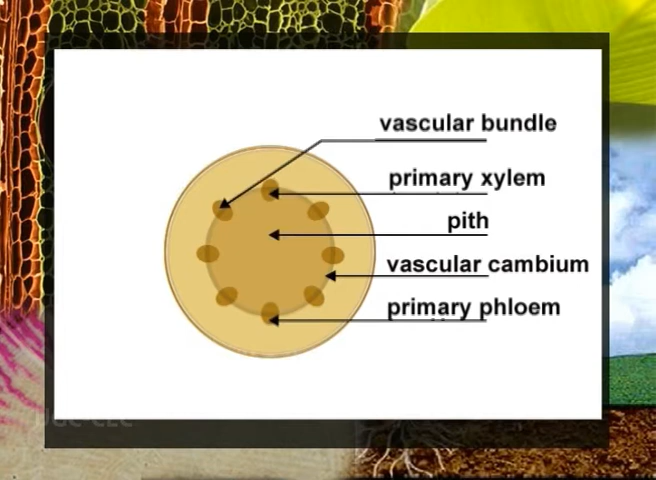 vascular bundle
primary xylem
pith
vascular cambium
primary phloem